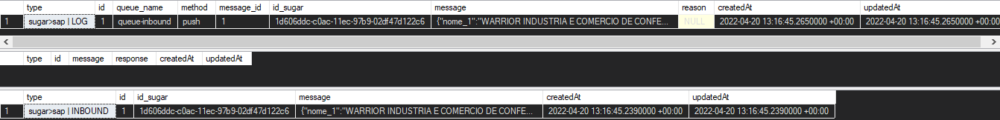 type id queue_name method message_id id_sugar message reason createdAt updatedAt
1 sugar>sap | LOG 1 queue-inbound push 1 1d606ddc-c0ac-11ec-97b9-02df47d122c6 {"nome_1":"WARRIOR INDUSTRIA E COMERCIO DE CONFE... NULL 2022-04-20 13:16:45.2650000 +00:00 2022-04-20 13:16:45.2650000 +00:00
type id message response createdAt updatedAt
type id id_sugar message createdAt updatedAt
1 sugar>sap | INBOUND 1 1d606ddc-c0ac-11ec-97b9-02df47d122c6 {"nome_1":"WARRIOR INDUSTRIA E COMERCIO DE CONFE... 2022-04-20 13:16:45.2390000 +00:00 2022-04-20 13:16:45.2390000 +00:00